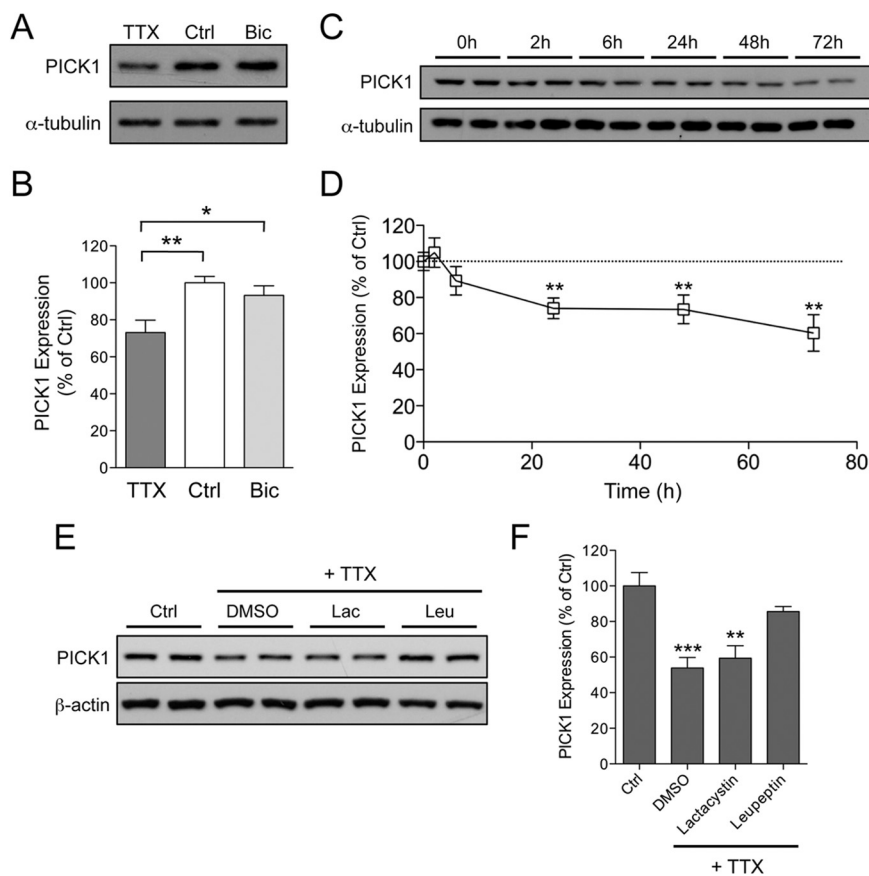 A
TTX Ctrl Bic
PICK1
α-tubulin
C
0h 2h 6h 24h 48h 72h
PICK1
α-tubulin
B
PICK1 Expression
(% of Ctrl)
120
100
80
60
40
20
0
*
**
TTX Ctrl Bic
D
PICK1 Expression (% of Ctrl)
120
100
80
60
40
20
0
** ** **
0 20 40 60 80
Time (h)
E
+ TTX
Ctrl DMSO Lac Leu
PICK1
β-actin
F
PICK1 Expression (% of Ctrl)
120
100
80
60
40
20
0
*** **
Ctrl DMSO Lactacystin Leupeptin
+ TTX